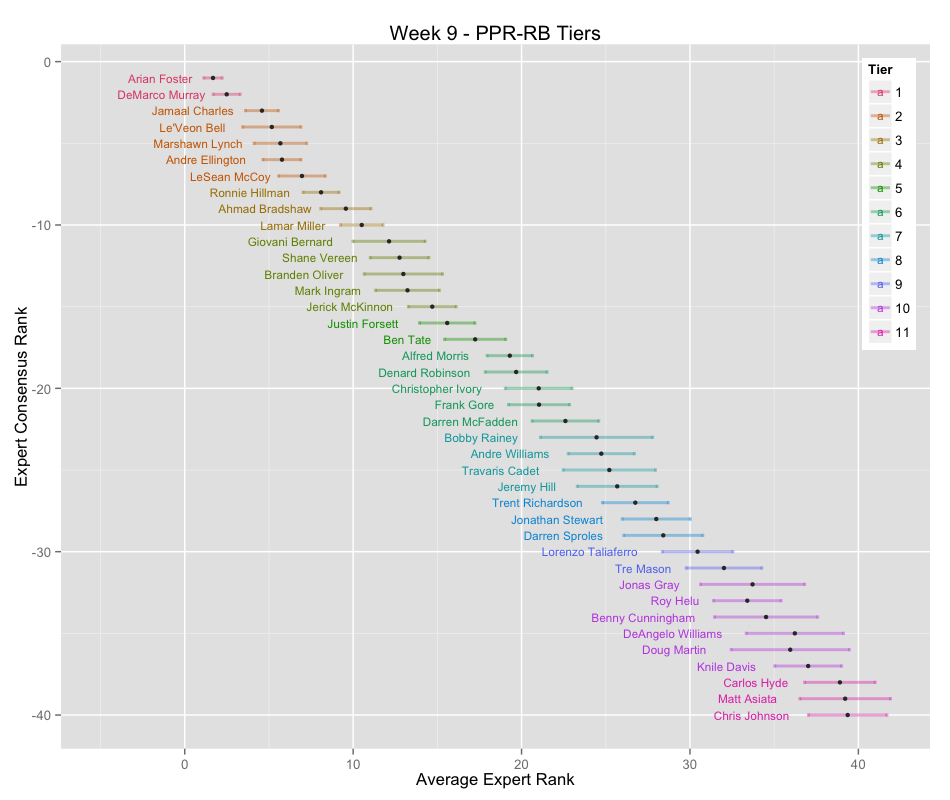 Week 9 - PPR-RB Tiers
Expert Consensus Rank
0
-10
-20
-30
-40
Arian Foster
DeMarco Murray
Jamaal Charles
Le'Veon Bell
Marshawn Lynch
Andre Ellington
LeSean McCoy
Ronnie Hillman
Ahmad Bradshaw
Lamar Miller
Giovani Bernard
Shane Vereen
Branden Oliver
Mark Ingram
Jerick McKinnon
Justin Forsett
Ben Tate
Alfred Morris
Denard Robinson
Christopher Ivory
Frank Gore
Darren McFadden
Bobby Rainey
Andre Williams
Travaris Cadet
Jeremy Hill
Trent Richardson
Jonathan Stewart
Darren Sproles
Lorenzo Taliaferro
Tre Mason
Jonas Gray
Roy Helu
Benny Cunningham
DeAngelo Williams
Doug Martin
Knile Davis
Carlos Hyde
Matt Asiata
Chris Johnson
Tier
a 1
a 2
a 3
a 4
a 5
a 6
a 7
a 8
a 9
a 10
a 11
0 10 20 30 40
Average Expert Rank